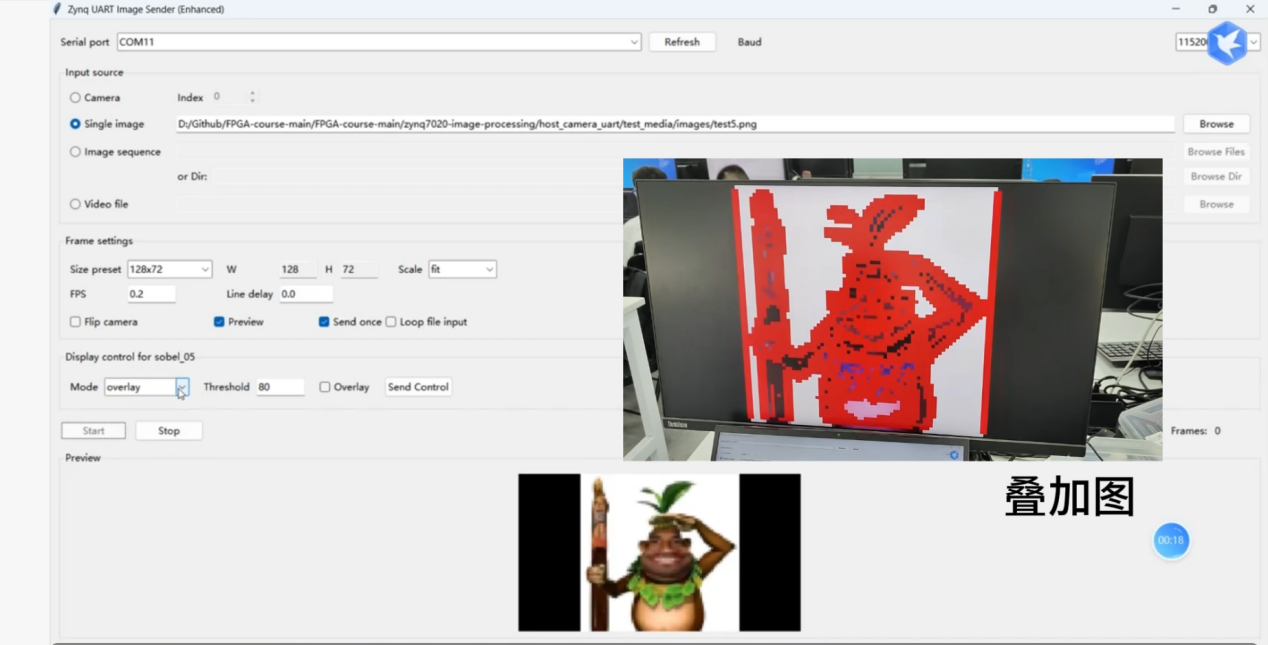 Zynq UART Image Sender (Enhanced)
Serial port COM11 Refresh Baud 11520
Input source
Camera Index 0
Single image D:/Github/FPGA-course-main/FPGA-course-main/zynq7020-image-processing/host_camera_uart/test_media/images/test5.png Browse
Image sequence Browse Files
or Dir: Browse Dir
Video file Browse
Frame settings
Size preset 128x72 W 128 H 72 Scale fit
FPS 0.2 Line delay 0.0
Flip camera Preview Send once Loop file input
Display control for sobel_05
Mode overlay Threshold 80 Overlay Send Control
Start Stop Frames: 0
Preview
叠加图
00:18